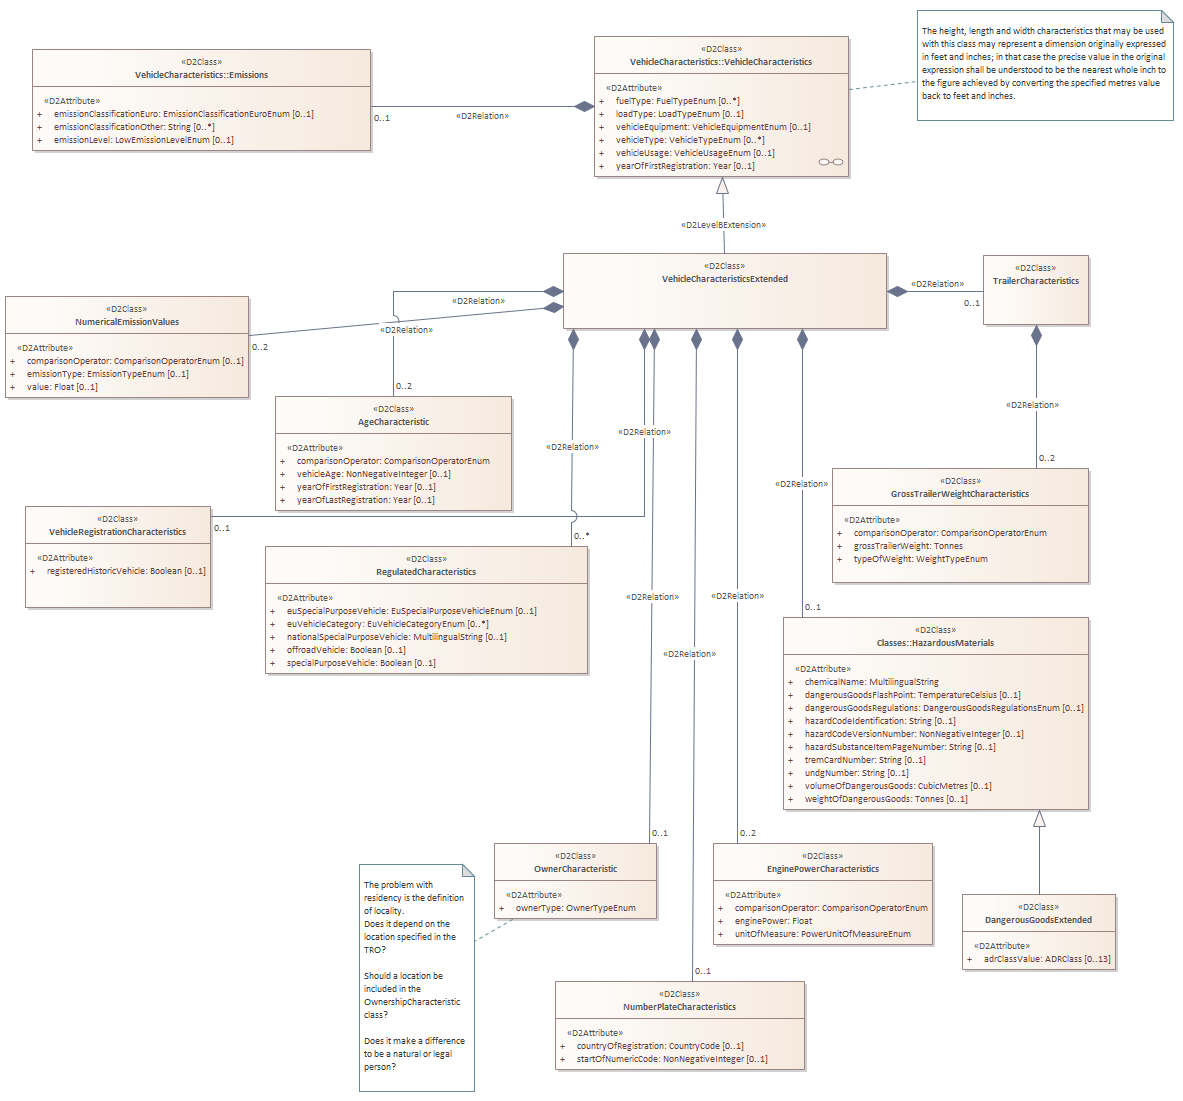 The height, length and width characteristics that may be used
with this class may represent a dimension originally expressed
in feet and inches; in that case the precise value in the original
expression shall be understood to be the nearest whole inch to
the figure achieved by converting the specified metres value
back to feet and inches.
«D2Class»
VehicleCharacteristics::VehicleCharacteristics
«D2Attribute»
+ fuelType: FuelTypeEnum [0..*]
+ loadType: LoadTypeEnum [0..1]
+ vehicleEquipment: VehicleEquipmentEnum [0..1]
+ vehicleType: VehicleTypeEnum [0..*]
+ vehicleUsage: VehicleUsageEnum [0..1]
+ yearOfFirstRegistration: Year [0..1]
«D2Class»
VehicleCharacteristics::Emissions
«D2Attribute»
+ emissionClassificationEuro: EmissionClassificationEuroEnum [0..1]
+ emissionClassificationOther: String [0..*]
+ emissionLevel: LowEmissionLevelEnum [0..1]
0..1
«D2Relation»
«D2LevelBExtension»
«D2Class»
VehicleCharacteristicsExtended
«D2Relation»
0..1
«D2Class»
TrailerCharacteristics
«D2Relation»
«D2Relation»
0..2
0..2
«D2Class»
NumericalEmissionValues
«D2Attribute»
+ comparisonOperator: ComparisonOperatorEnum [0..1]
+ emissionType: EmissionTypeEnum [0..1]
+ value: Float [0..1]
«D2Class»
AgeCharacteristic
«D2Attribute»
+ comparisonOperator: ComparisonOperatorEnum
+ vehicleAge: NonNegativeInteger [0..1]
+ yearOfFirstRegistration: Year [0..1]
+ yearOfLastRegistration: Year [0..1]
«D2Relation»
«D2Relation»
«D2Relation»
«D2Relation»
0..2
«D2Class»
GrossTrailerWeightCharacteristics
«D2Attribute»
+ comparisonOperator: ComparisonOperatorEnum
+ grossTrailerWeight: Tonnes
+ typeOfWeight: WeightTypeEnum
«D2Class»
VehicleRegistrationCharacteristics
«D2Attribute»
+ registeredHistoricVehicle: Boolean [0..1]
0..1
0..*
«D2Class»
RegulatedCharacteristics
«D2Attribute»
+ euSpecialPurposeVehicle: EuSpecialPurposeVehicleEnum [0..1]
+ euVehicleCategory: EuVehicleCategoryEnum [0..*]
+ nationalSpecialPurposeVehicle: MultilingualString [0..1]
+ offroadVehicle: Boolean [0..1]
+ specialPurposeVehicle: Boolean [0..1]
«D2Relation»
«D2Relation»
«D2Relation»
0..1
«D2Class»
Classes::HazardousMaterials
«D2Attribute»
+ chemicalName: MultilingualString
+ dangerousGoodsFlashPoint: TemperatureCelsius [0..1]
+ dangerousGoodsRegulations: DangerousGoodsRegulationsEnum [0..1]
+ hazardCodeIdentification: String [0..1]
+ hazardCodeVersionNumber: NonNegativeInteger [0..1]
+ hazardSubstanceItemPageNumber: String [0..1]
+ tremCardNumber: String [0..1]
+ undgNumber: String [0..1]
+ volumeOfDangerousGoods: CubicMetres [0..1]
+ weightOfDangerousGoods: Tonnes [0..1]
0..1
0..2
«D2Class»
OwnerCharacteristic
«D2Attribute»
+ ownerType: OwnerTypeEnum
«D2Class»
EnginePowerCharacteristics
«D2Attribute»
+ comparisonOperator: ComparisonOperatorEnum
+ enginePower: Float
+ unitOfMeasure: PowerUnitOfMeasureEnum
«D2Class»
DangerousGoodsExtended
«D2Attribute»
+ adrClassValue: ADRClass [0..13]
The problem with
residency is the definition
of locality.
Does it depend on the
location specified in the
TRO?
Should a location be
included in the
OwnershipCharacteristic
class?
Does it make a difference
to be a natural or legal
person?
0..1
«D2Class»
NumberPlateCharacteristics
«D2Attribute»
+ countryOfRegistration: CountryCode [0..1]
+ startOfNumericCode: NonNegativeInteger [0..1]